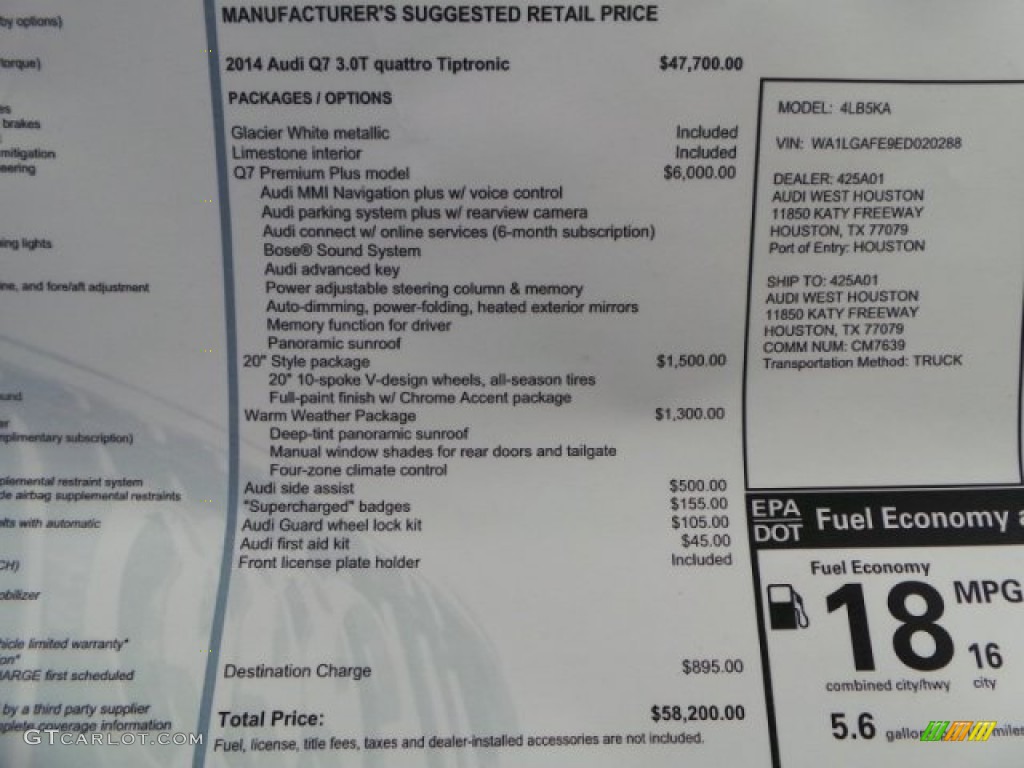 by options)
torque)
es
brakes
mitigation
eering
ing lights
ine, and fore/aft adjustment
ound
er
mplimentary subscription)
plemental restraint system
de airbag supplemental restraints
elts with automatic
CH)
obilizer
hicle limited warranty*
on*
HARGE first scheduled
by a third party supplier
plete coverage information
MANUFACTURER'S SUGGESTED RETAIL PRICE
2014 Audi Q7 3.0T quattro Tiptronic $47,700.00
PACKAGES / OPTIONS
Glacier White metallic Included
Limestone interior Included
Q7 Premium Plus model $6,000.00
Audi MMI Navigation plus w/ voice control
Audi parking system plus w/ rearview camera
Audi connect w/ online services (6-month subscription)
Bose® Sound System
Audi advanced key
Power adjustable steering column & memory
Auto-dimming, power-folding, heated exterior mirrors
Memory function for driver
Panoramic sunroof
20" Style package $1,500.00
20" 10-spoke V-design wheels, all-season tires
Full-paint finish w/ Chrome Accent package
Warm Weather Package $1,300.00
Deep-tint panoramic sunroof
Manual window shades for rear doors and tailgate
Four-zone climate control
Audi side assist $500.00
"Supercharged" badges $155.00
Audi Guard wheel lock kit $105.00
Audi first aid kit $45.00
Front license plate holder Included
Destination Charge $895.00
Total Price: $58,200.00
Fuel, license, title fees, taxes and dealer-installed accessories are not included.
MODEL: 4LB5KA
VIN: WA1LGAFE9ED020288
DEALER: 425A01
AUDI WEST HOUSTON
11850 KATY FREEWAY
HOUSTON, TX 77079
Port of Entry: HOUSTON
SHIP TO: 425A01
AUDI WEST HOUSTON
11850 KATY FREEWAY
HOUSTON, TX 77079
COMM NUM: CM7639
Transportation Method: TRUCK
EPA
DOT Fuel Economy a
Fuel Economy
18 MPG
16
combined city/hwy city
5.6 gallo miles
GTCARLOT.COM